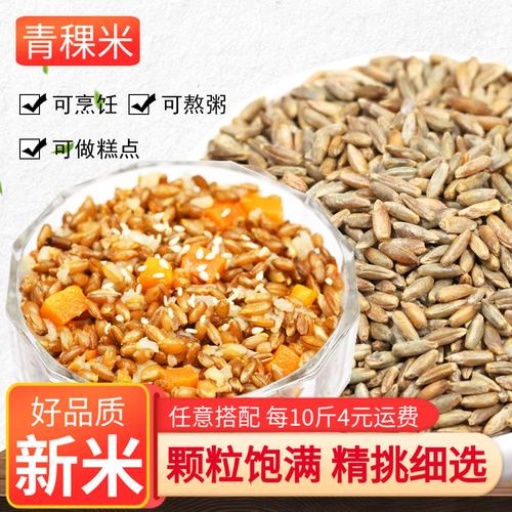 青稞米
可烹饪 可熬粥
可做糕点
好品质
新米
任意搭配 每10斤4元运费
颗粒饱满 精挑细选